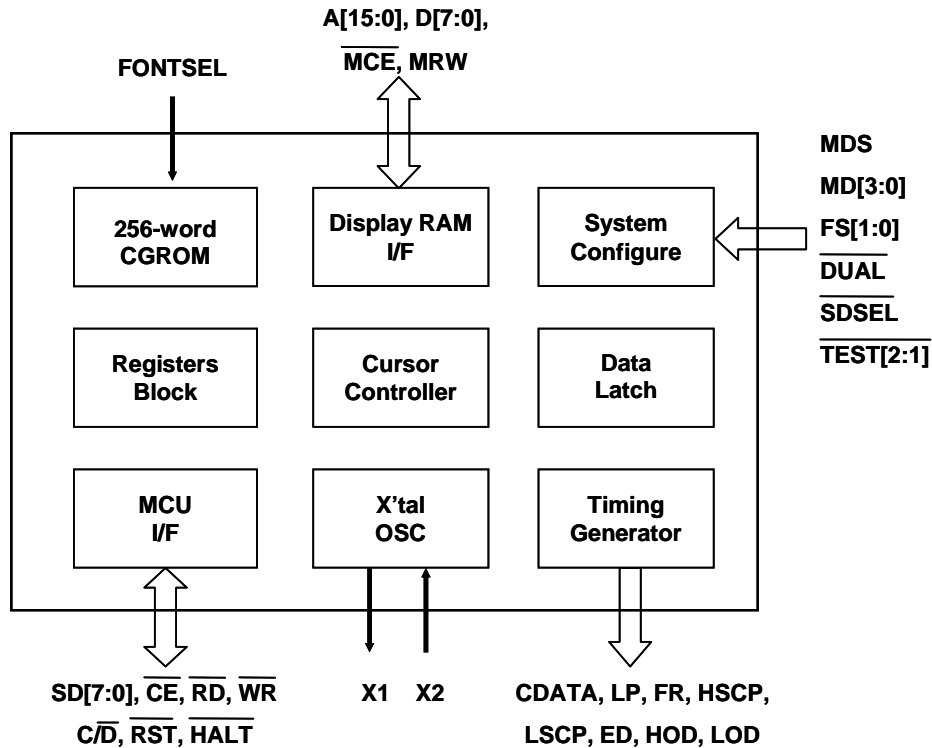 A[15:0], D[7:0],
MCE, MRW
FONTSEL
256-word
CGROM
Display RAM
I/F
System
Configure
MDS
MD[3:0]
FS[1:0]
DUAL
SDSEL
TEST[2:1]
Registers
Block
Cursor
Controller
Data
Latch
MCU
I/F
X'tal
OSC
Timing
Generator
SD[7:0], CE, RD, WR
C/D, RST, HALT
X1 X2
CDATA, LP, FR, HSCP,
LSCP, ED, HOD, LOD